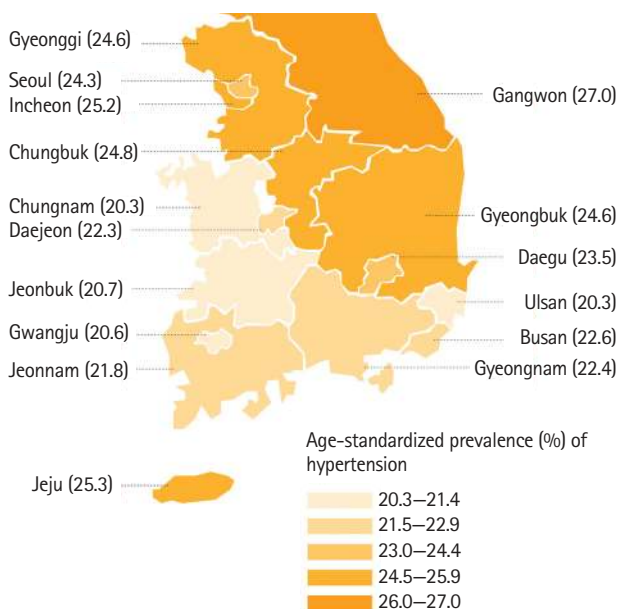 Gyeonggi (24.6)
Seoul (24.3)
Incheon (25.2)
Gangwon (27.0)
Chungbuk (24.8)
Chungnam (20.3)
Gyeongbuk (24.6)
Daejeon (22.3)
Daegu (23.5)
Jeonbuk (20.7)
Ulsan (20.3)
Gwangju (20.6)
Busan (22.6)
Jeonnam (21.8)
Gyeongnam (22.4)
Age-standardized prevalence (%) of
hypertension
Jeju (25.3)
20.3—21.4
21.5—22.9
23.0—24.4
24.5—25.9
26.0—27.0